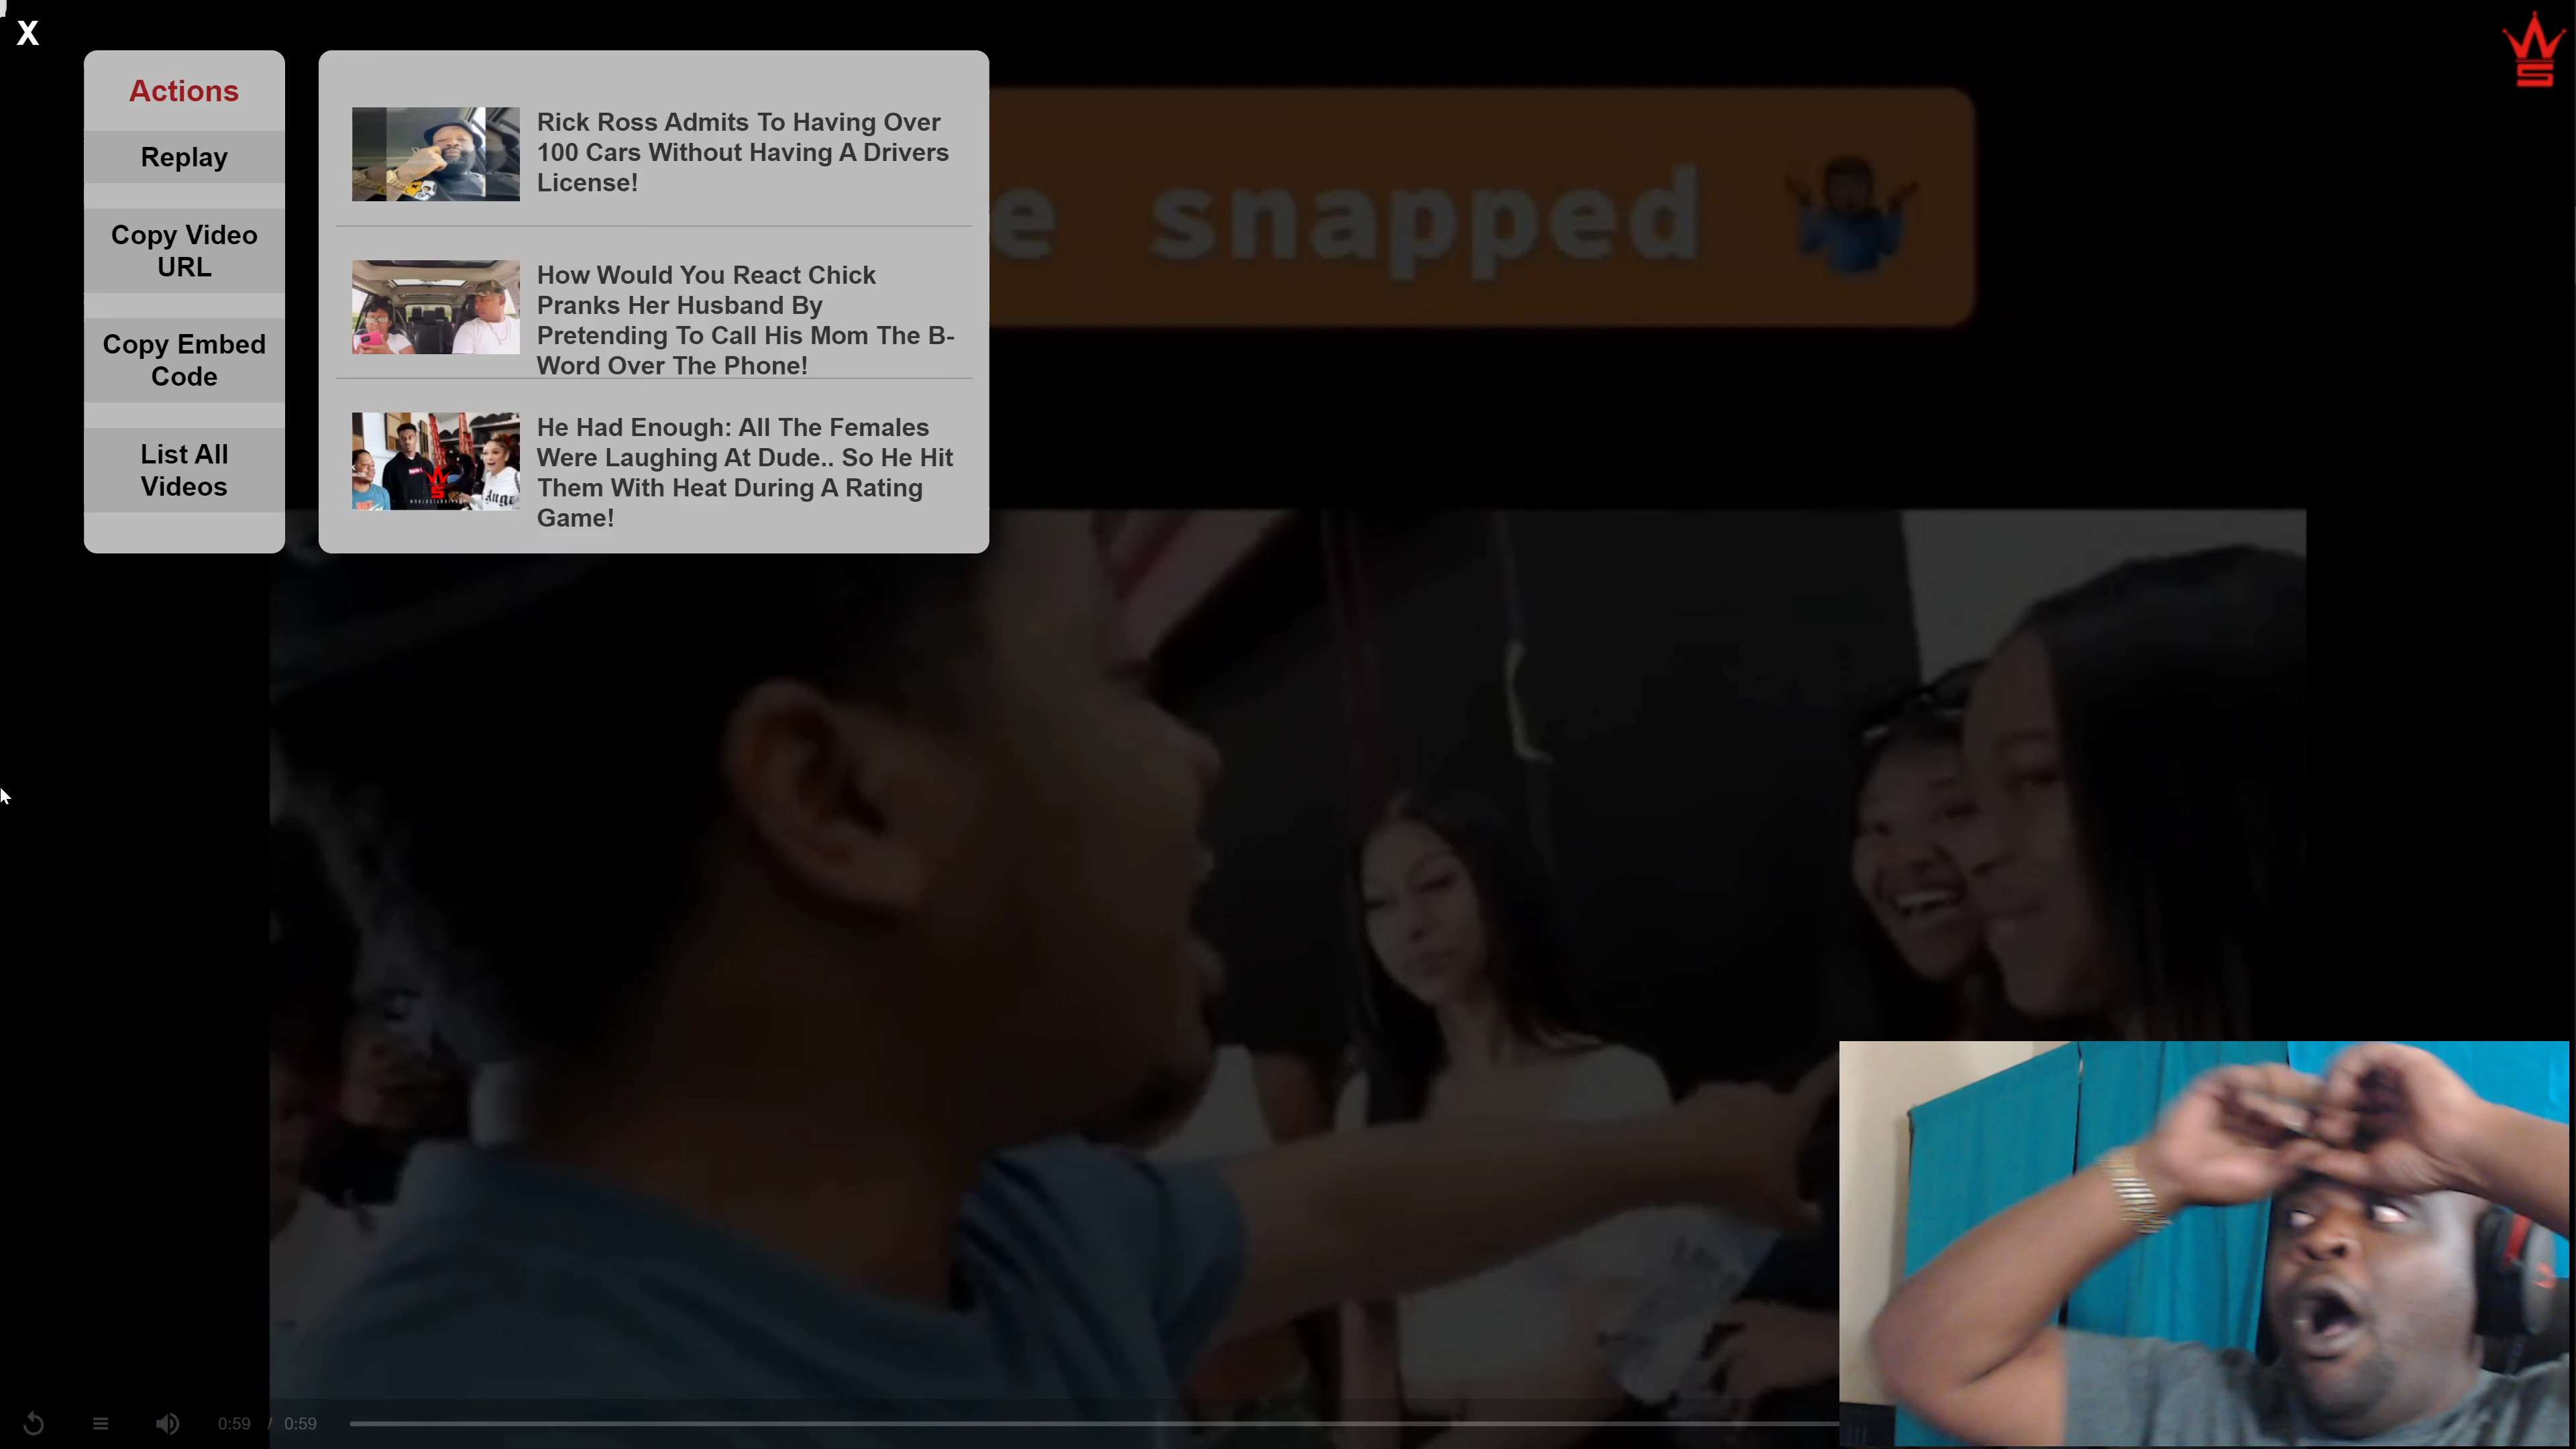 X
Actions
Replay
Copy Video
URL
Copy Embed
Code
List All
Videos
Rick Ross Admits To Having Over
100 Cars Without Having A Drivers
License!
How Would You React Chick
Pranks Her Husband By
Pretending To Call His Mom The B-
Word Over The Phone!
He Had Enough: All The Females
Were Laughing At Dude.. So He Hit
Them With Heat During A Rating
Game!
e snapped 🤷🏾‍♂️
WS
0:59 / 0:59